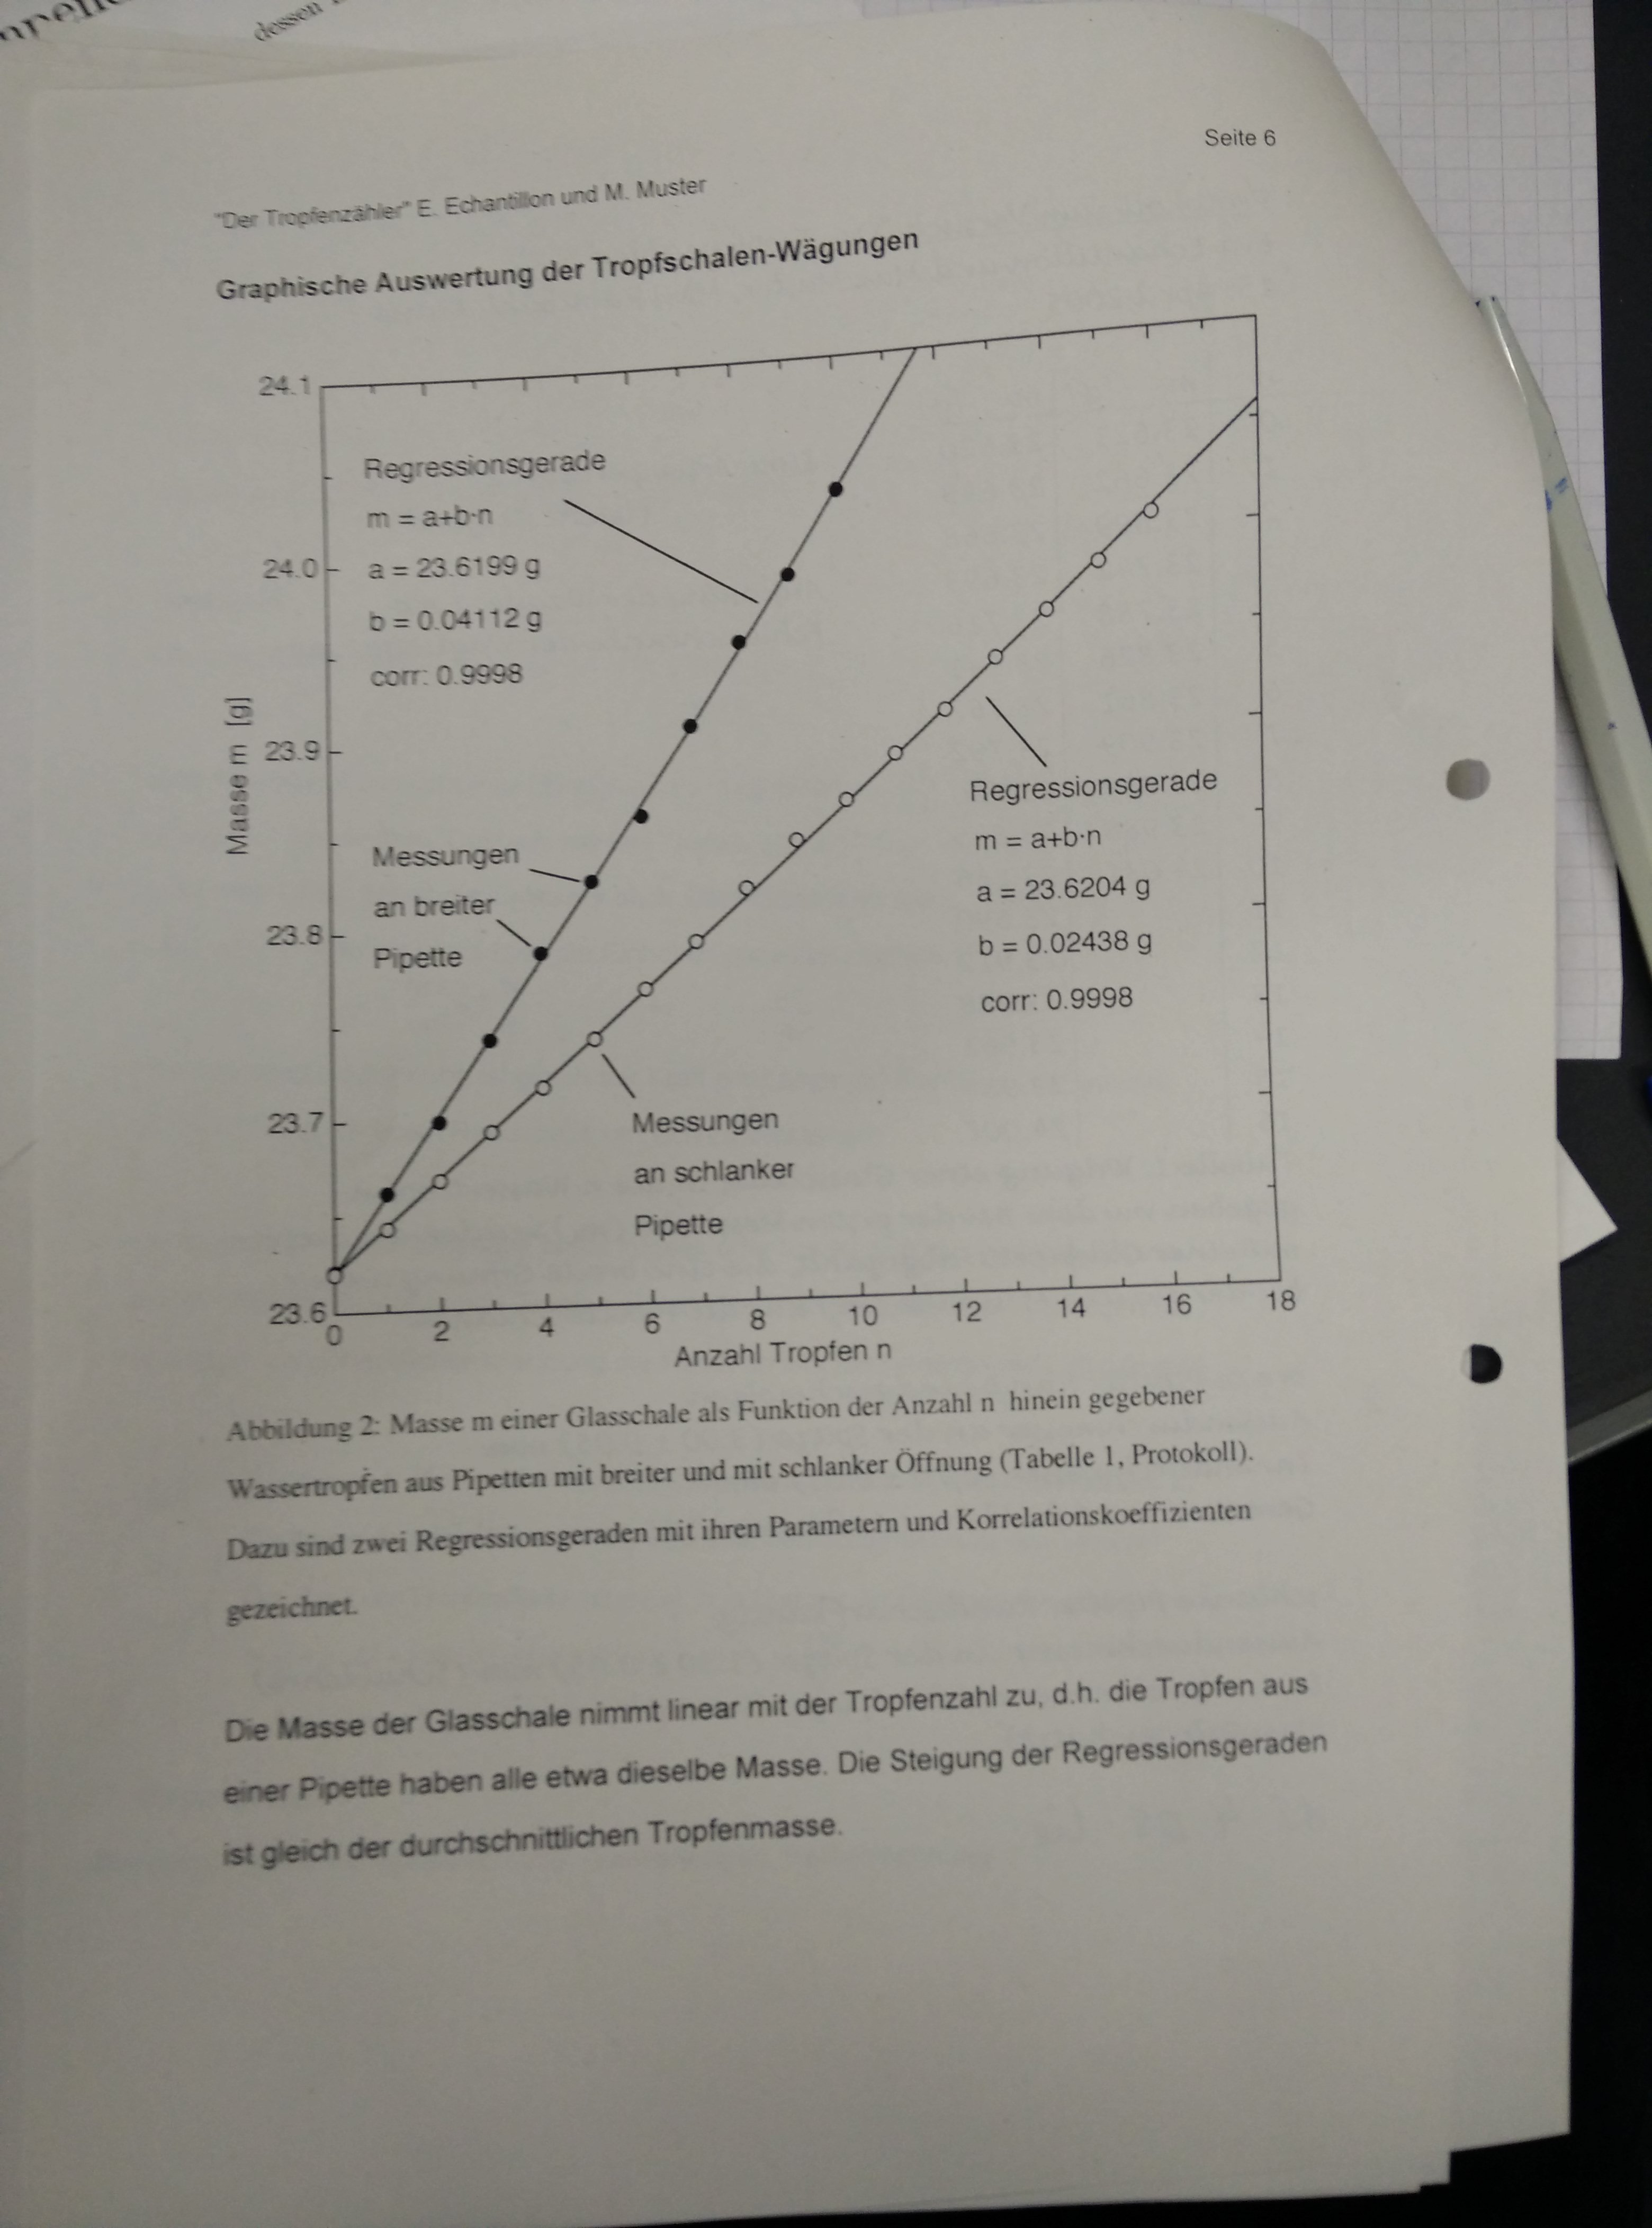 dessen
Seite 6
"Der Tropfenzähler" E. Echantillon und M. Muster
Graphische Auswertung der Tropfschalen-Wägungen
24.1
Regressionsgerade
m = a+b·n
24.0
a = 23.6199 g
b = 0.04112 g
corr: 0.9998
Masse m [g]
23.9
Regressionsgerade
m = a+b·n
a = 23.6204 g
b = 0.02438 g
corr: 0.9998
Messungen
an breiter
Pipette
23.8
23.7
Messungen
an schlanker
Pipette
23.6
0 2 4 6 8 10 12 14 16 18
Anzahl Tropfen n
Abbildung 2: Masse m einer Glasschale als Funktion der Anzahl n hinein gegebener
Wassertropfen aus Pipetten mit breiter und mit schlanker Öffnung (Tabelle 1, Protokoll).
Dazu sind zwei Regressionsgeraden mit ihren Parametern und Korrelationskoeffizienten
gezeichnet.
Die Masse der Glasschale nimmt linear mit der Tropfenzahl zu, d.h. die Tropfen aus
einer Pipette haben alle etwa dieselbe Masse. Die Steigung der Regressionsgeraden
ist gleich der durchschnittlichen Tropfenmasse.